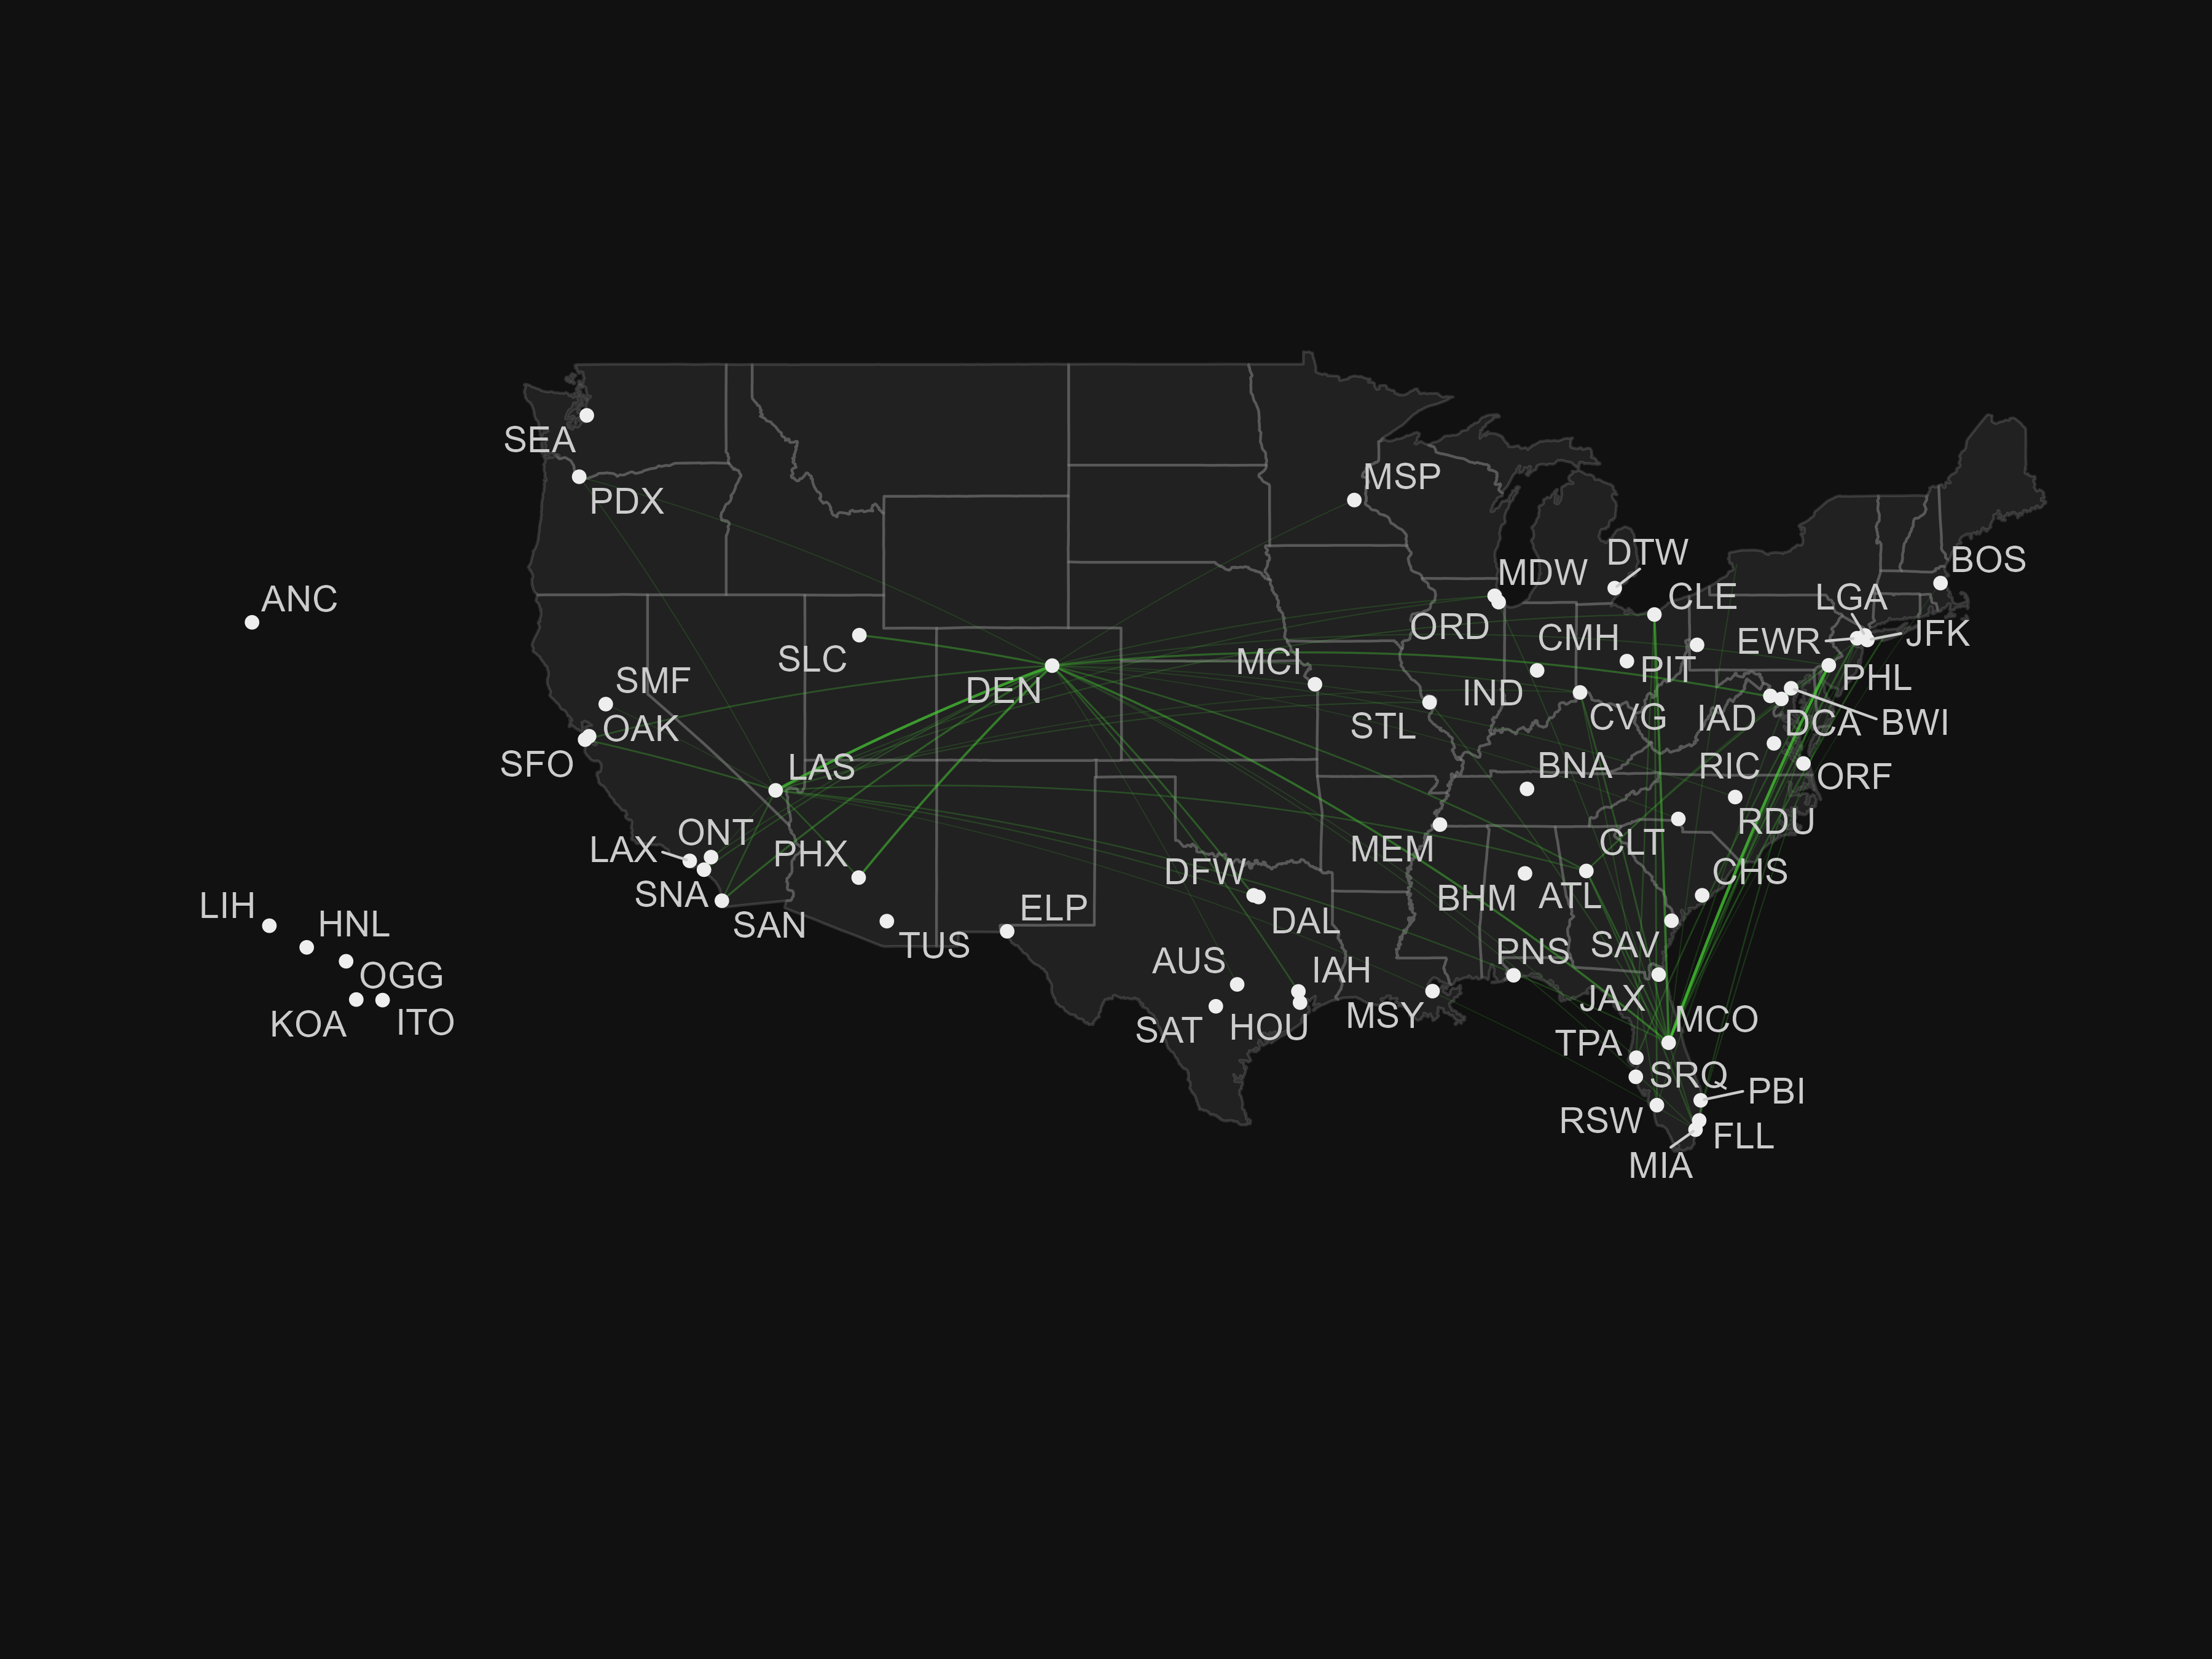 SEA
PDX
MSP
DTW
BOS
MDW
ANC
CLE
LGA
ORD
CMH
EWR
JFK
SLC
MCI
PIT
SMF
DEN
IND
PHL
OAK
STL
CVG
IAD
DCA
BWI
SFO
LAS
BNA
RIC
ORF
ONT
LAX
PHX
MEM
CLT
RDU
DFW
CHS
SNA
BHM
ATL
LIH
HNL
SAN
ELP
DAL
TUS
SAV
PNS
AUS
IAH
OGG
JAX
KOA
ITO
SAT
HOU
MSY
MCO
TPA
SRQ
PBI
RSW
FLL
MIA